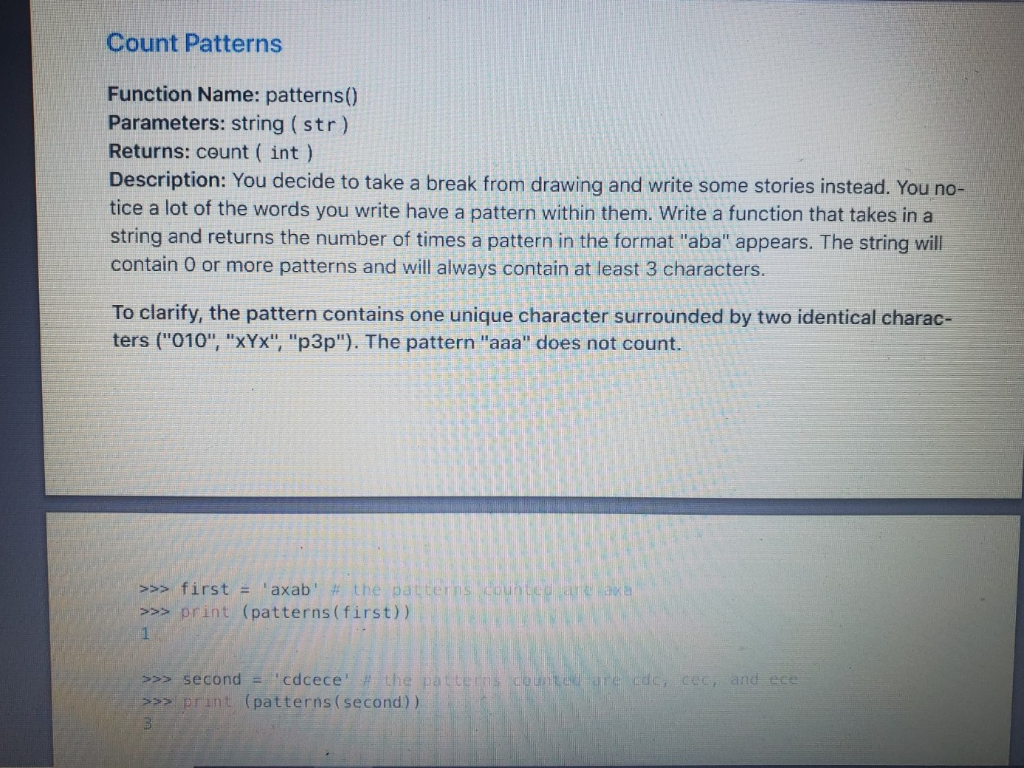 Count Patterns
Function Name: patterns()
Parameters: string ( str )
Returns: count ( int )
Description: You decide to take a break from drawing and write some stories instead. You no-
tice a lot of the words you write have a pattern within them. Write a function that takes in a
string and returns the number of times a pattern in the format "aba" appears. The string will
contain 0 or more patterns and will always contain at least 3 characters.
To clarify, the pattern contains one unique character surrounded by two identical charac-
ters ("010", "xYx", "p3p"). The pattern "aaa" does not count.
>>> first = 'axab' # the patterns counted are axa
>>> print (patterns(first))
1
>>> second = 'cdcece' # the patterns counted are cdc, cec, and ece
>>> print (patterns(second))
3